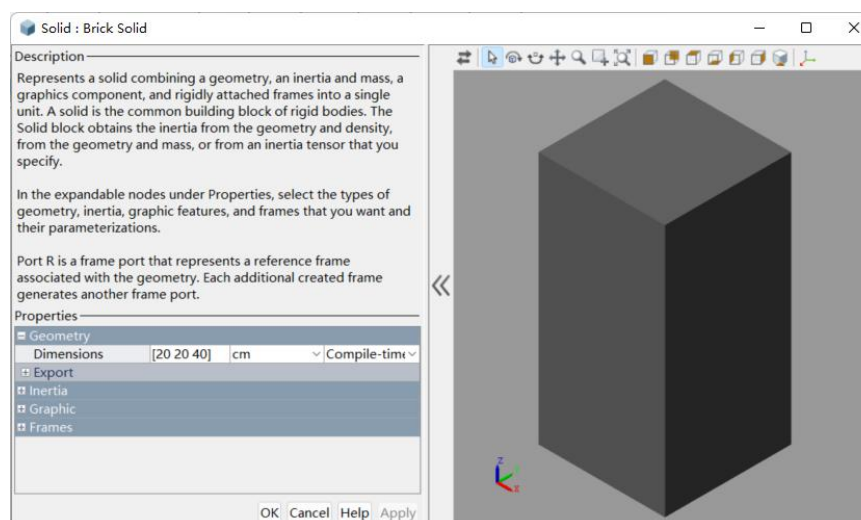 Solid : Brick Solid
Description
Represents a solid combining a geometry, an inertia and mass, a
graphics component, and rigidly attached frames into a single
unit. A solid is the common building block of rigid bodies. The
Solid block obtains the inertia from the geometry and density,
from the geometry and mass, or from an inertia tensor that you
specify.
In the expandable nodes under Properties, select the types of
geometry, inertia, graphic features, and frames that you want and
their parameterizations.
Port R is a frame port that represents a reference frame
associated with the geometry. Each additional created frame
generates another frame port.
Properties
Geometry
Dimensions [20 20 40] cm Compile-time
Export
Inertia
Graphic
Frames
z
x
OK Cancel Help Apply